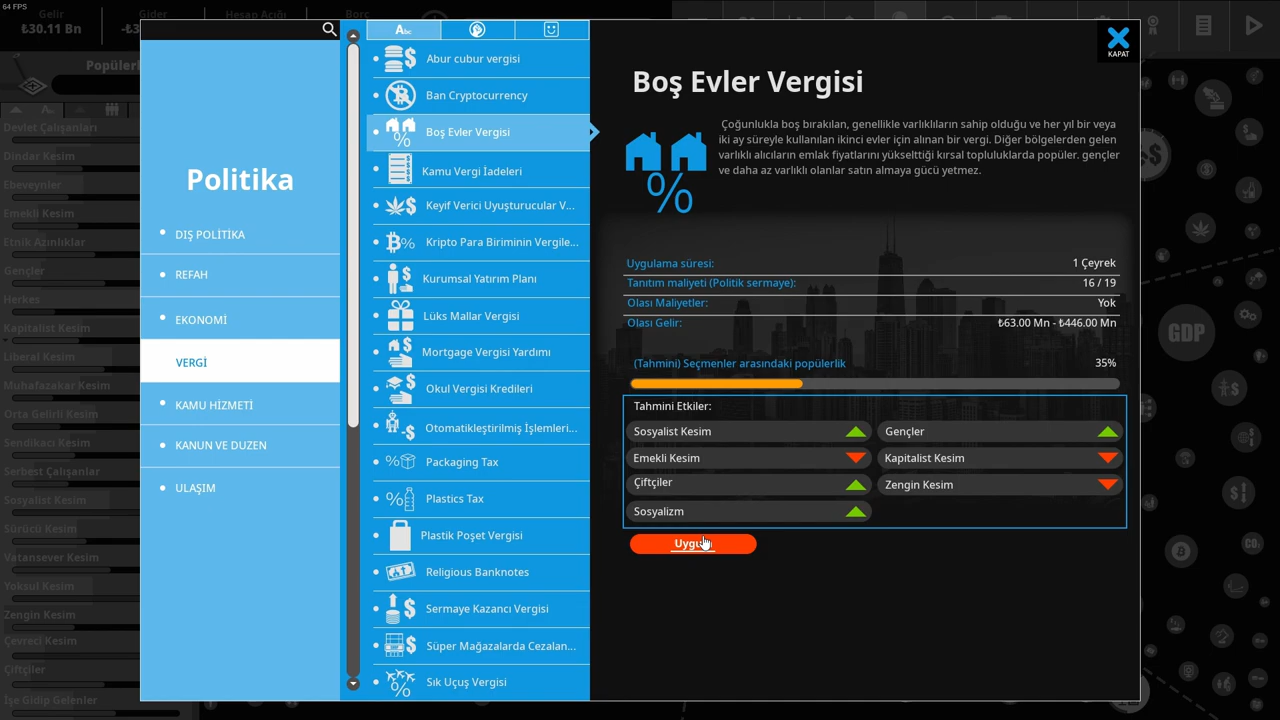 64 FPS
Gelir
Gider
Hesap Açığı
Borç
₺30.11 Bn
-₺3
Devlet Çalışanları
Dindar Kesim
Ebeveynler
Emekli Kesim
Etnik Azınlıklar
Gençler
Herkes
Kapitalist Kesim
Liberal Kesim
Muhafazakar Kesim
Orta Gelirli Kesim
Sendikacı Kesim
Serbest Çalışanlar
Sosyalist Kesim
Sürücü Kesim
Vatansever Kesim
Yoksul Kesim
Zengin Kesim
Çevreci Kesim
Çiftçiler
İşe Gidip Gelenler
Politika
DIŞ POLİTİKA
REFAH
EKONOMİ
VERGİ
KAMU HİZMETİ
KANUN VE DUZEN
ULAŞIM
Abc
Abur cubur vergisi
Ban Cryptocurrency
Boş Evler Vergisi
Kamu Vergi İadeleri
Keyif Verici Uyuşturucular V...
Kripto Para Biriminin Vergile...
Kurumsal Yatırım Planı
Lüks Mallar Vergisi
Mortgage Vergisi Yardımı
Okul Vergisi Kredileri
Otomatikleştirilmiş İşlemleri...
Packaging Tax
Plastics Tax
Plastik Poşet Vergisi
Religious Banknotes
Sermaye Kazancı Vergisi
Süper Mağazalarda Cezalan...
Sık Uçuş Vergisi
KAPAT
Boş Evler Vergisi
Çoğunlukla boş bırakılan, genellikle varlıklıların sahip olduğu ve her yıl bir veya
iki ay süreyle kullanılan ikinci evler için alınan bir vergi. Diğer bölgelerden gelen
varlıklı alıcıların emlak fiyatlarını yükselttiği kırsal topluluklarda popüler. gençler
ve daha az varlıklı olanlar satın almaya gücü yetmez.
Uygulama süresi: 1 Çeyrek
Tanıtım maliyeti (Politik sermaye): 16 / 19
Olası Maliyetler: Yok
Olası Gelir: ₺63.00 Mn - ₺446.00 Mn
(Tahmini) Seçmenler arasındaki popülerlik 35%
Tahmini Etkiler:
Sosyalist Kesim Gençler
Emekli Kesim Kapitalist Kesim
Çiftçiler Zengin Kesim
Sosyalizm
GDP
CO₂